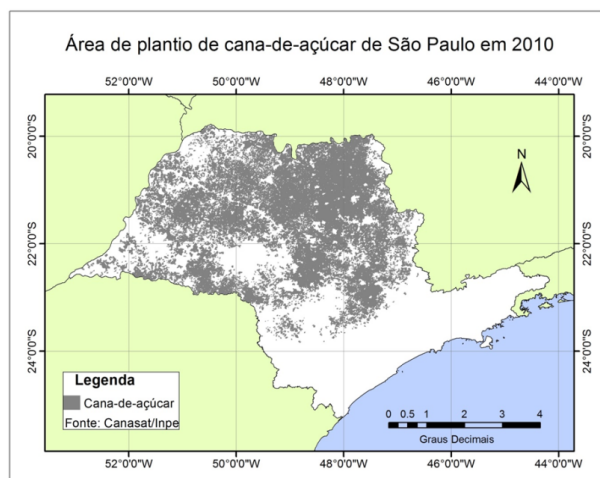 Área de plantio de cana-de-açúcar de São Paulo em 2010
52°0'0"W 50°0'0"W 48°0'0"W 46°0'0"W 44°0'0"W
20°0'0"S 20°0'0"S
N
22°0'0"S 22°0'0"S
24°0'0"S 24°0'0"S
Legenda
Cana-de-açúcar
Fonte: Canasat/Inpe
0 0.5 1 2 3 4
Graus Decimais
52°0'0"W 50°0'0"W 48°0'0"W 46°0'0"W 44°0'0"W